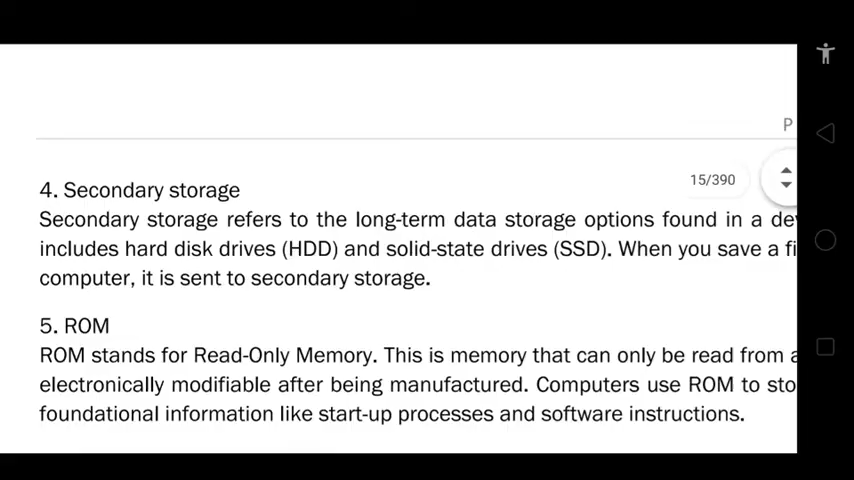 P
15/390
4. Secondary storage
Secondary storage refers to the long-term data storage options found in a
includes hard disk drives (HDD) and solid-state drives (SSD). When you save a
computer, it is sent to secondary storage.
5. ROM
ROM stands for Read-Only Memory. This is memory that can only be read from
electronically modifiable after being manufactured. Computers use ROM to
foundational information like start-up processes and software instructions.